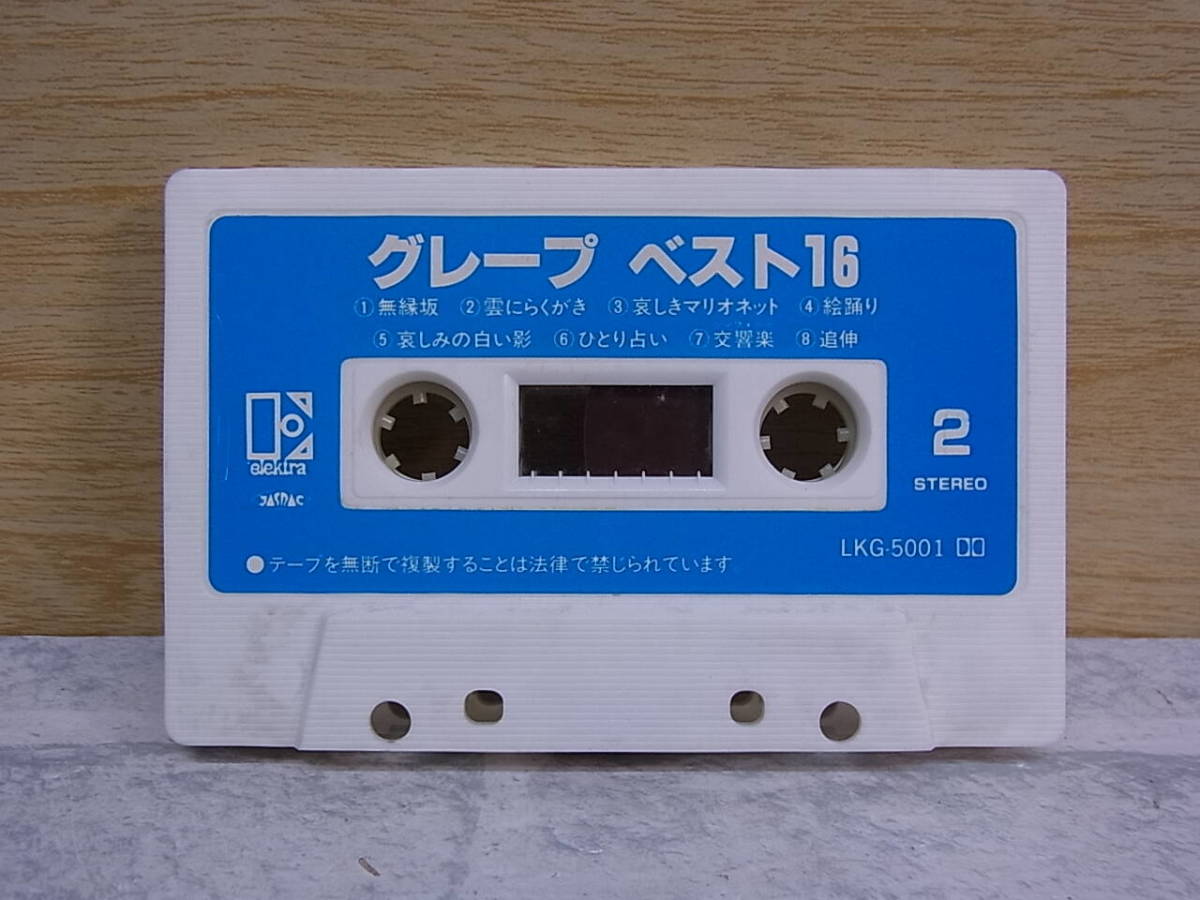 グレープ ベスト16
①無縁坂 ②雲にらくがき ③哀しきマリオネット ④絵踊り
⑤哀しみの白い影 ⑥ひとり占い ⑦交響楽 ⑧追伸
elektra
JASRAC
2
STEREO
LKG-5001
●テープを無断で複製することは法律で禁じられています